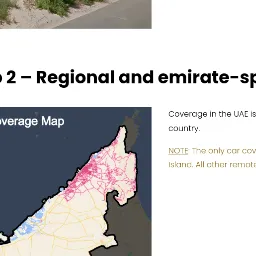 2 – Regional and emirate-sp
overage Map
Coverage in the UAE is
country.
NOTE: The only car cov
Island. All other remote